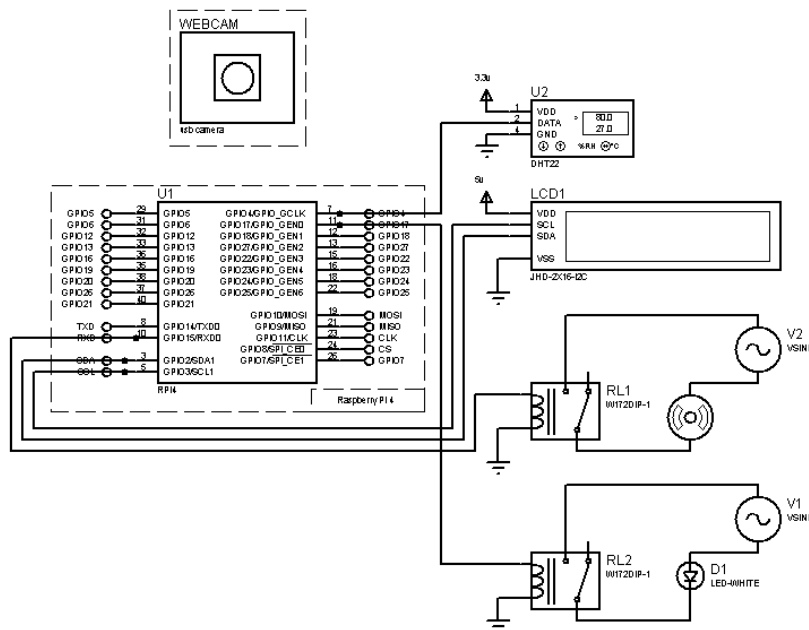 WEBCAM
usb camera
3.3v
U2
1
VDD
2
DATA
4
GND
80.0
27.0
%RH
°C
DHT22
5v
LCD1
VDD
SCL
SDA
VSS
JHD-2X16-I2C
U1
GPIO5 29 GPIO5
GPIO6 31 GPIO6
GPIO12 32 GPIO12
GPIO13 33 GPIO13
GPIO16 36 GPIO16
GPIO19 35 GPIO19
GPIO20 38 GPIO20
GPIO26 37 GPIO26
GPIO21 40 GPIO21
TXD 8 GPIO14/TXD0
RXD 10 GPIO15/RXD0
SDA 3 GPIO2/SDA1
SCL 5 GPIO3/SCL1
GPIO4/GPIO_GCLK 7 GPIO4
GPIO17/GPIO_GEN0 11 GPIO17
GPIO18/GPIO_GEN1 12 GPIO18
GPIO27/GPIO_GEN2 13 GPIO27
GPIO22/GPIO_GEN3 15 GPIO22
GPIO23/GPIO_GEN4 16 GPIO23
GPIO24/GPIO_GEN5 18 GPIO24
GPIO25/GPIO_GEN6 22 GPIO25
GPIO10/MOSI 19 MOSI
GPIO9/MISO 21 MISO
GPIO11/CLK 23 CLK
GPIO8/SPI_CE0 24 CS
GPIO7/SPI_CE1 26 GPIO7
RPI4
Raspberry PI 4
RL1
W172DIP-1
V2
VSIN
RL2
W172DIP-1
V1
VSIN
D1
LED-WHITE